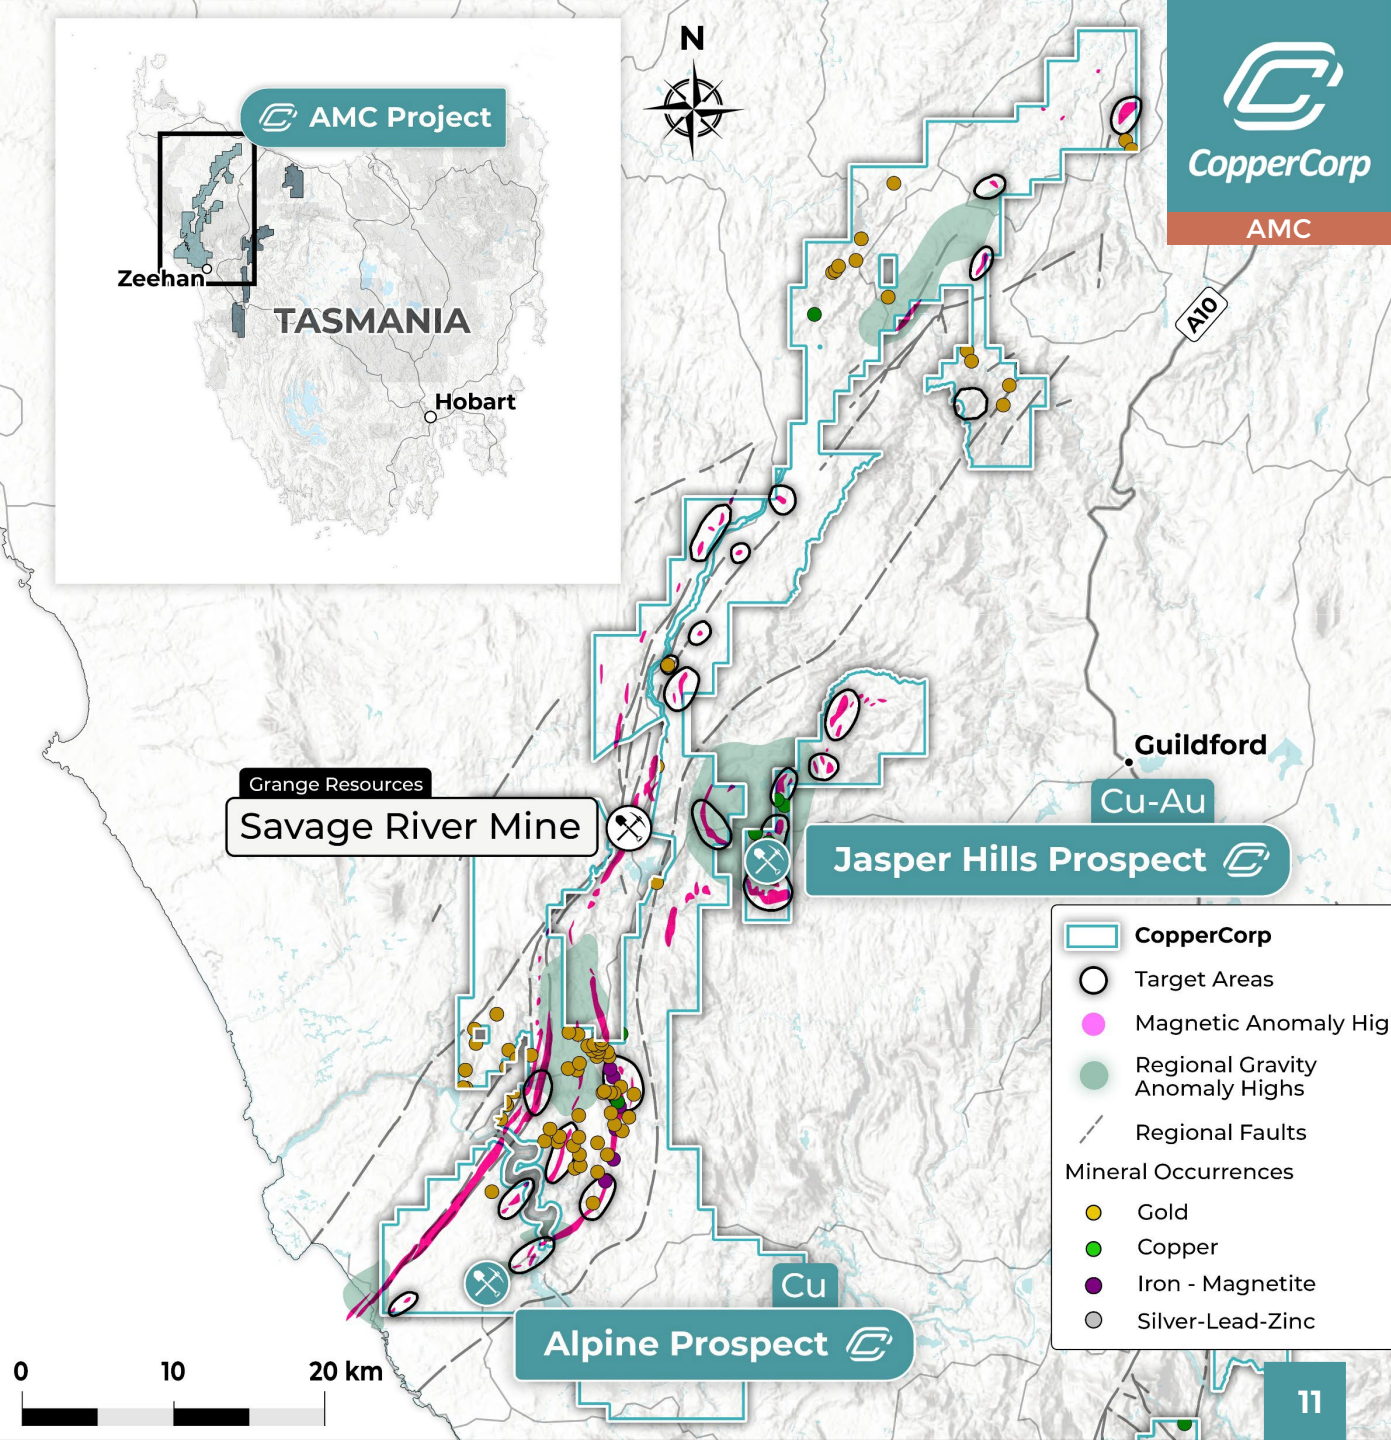 N
CopperCorp
AMC
AMC Project
Zeehan
TASMANIA
Hobart
A10
Guildford
Grange Resources
Savage River Mine
Cu-Au
Jasper Hills Prospect
CopperCorp
Target Areas
Magnetic Anomaly Hig
Regional Gravity
Anomaly Highs
Regional Faults
Mineral Occurrences
Gold
Copper
Iron - Magnetite
Silver-Lead-Zinc
Cu
Alpine Prospect
0 10 20 km
11